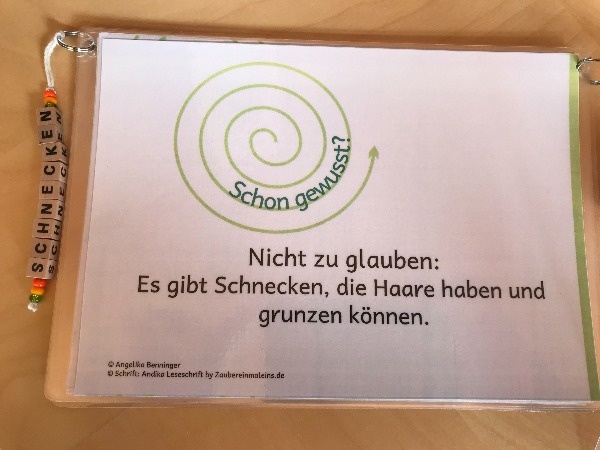 SCHNECKEN
SCHNECKEN
Schon gewusst?
Nicht zu glauben:
Es gibt Schnecken, die Haare haben und
grunzen können.
© Angelika Benninger
© Schrift: Andika Leseschrift by Zaubereinmaleins.de